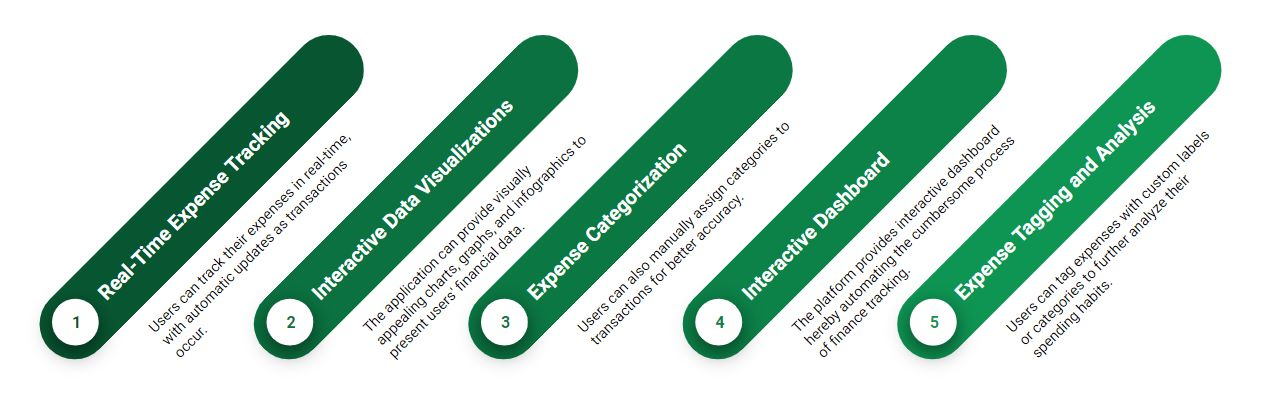 1
Real-Time Expense Tracking
Users can track their expenses in real-time,
with automatic updates as transactions
occur.
2
Interactive Data Visualizations
The application can provide visually
appealing charts, graphs, and infographics to
present users' financial data.
3
Expense Categorization
Users can also manually assign categories to
transactions for better accuracy.
4
Interactive Dashboard
The platform provides interactive dashboard
hereby automating the cumbersome process
of finance tracking.
5
Expense Tagging and Analysis
Users can tag expenses with custom labels
or categories to further analyze their
spending habits.